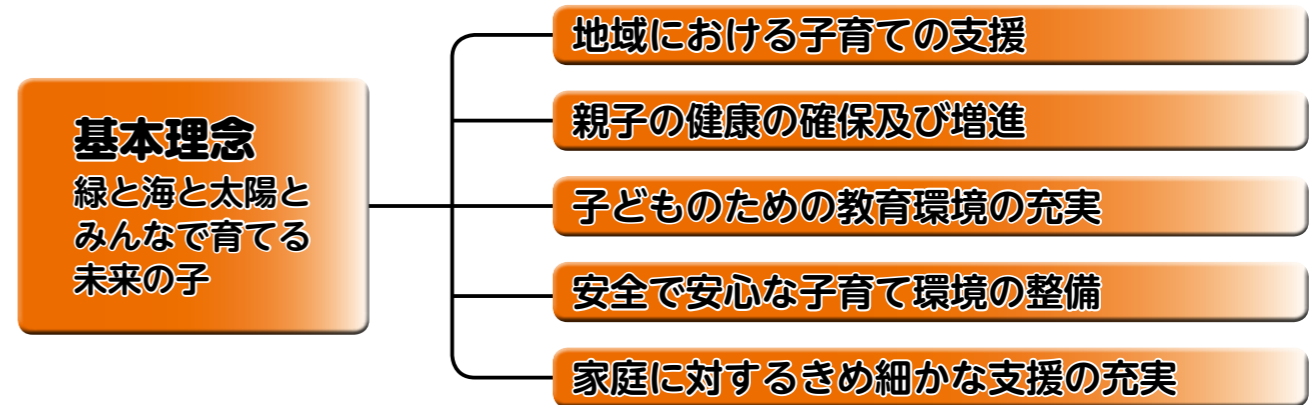 基本理念
緑と海と太陽と
みんなで育てる
未来の子
地域における子育ての支援
親子の健康の確保及び増進
子どものための教育環境の充実
安全で安心な子育て環境の整備
家庭に対するきめ細かな支援の充実